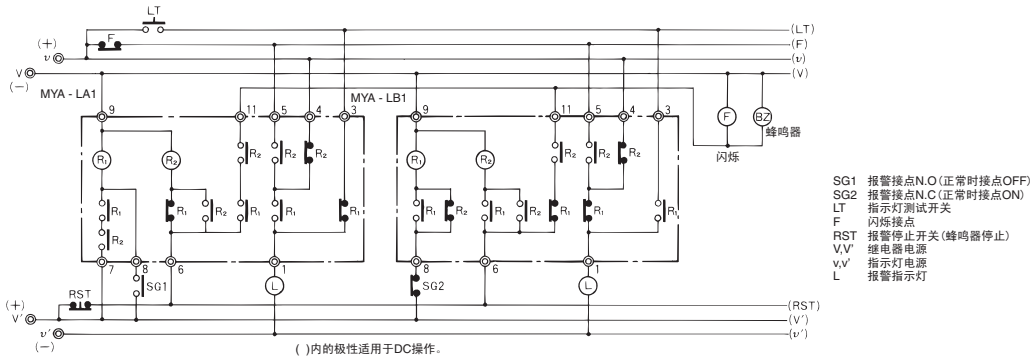 LT
(LT)
F
(F)
(+)
v
(v)
V
(V)
(−)
MYA - LA1
MYA - LB1
9
11
5
4
3
9
11
5
4
3
F
BZ
蜂鸣器
闪烁
R₁
R₂
R₂
R₂
R₂
R₁
R₂
R₂
R₂
R₂
R₁
R₁
R₂
R₂
R₁
R₁
R₁
R₁
R₂
R₂
R₁
R₁
R₂
7
8
6
1
8
6
1
SG1
L
SG2
L
RST
(+)
(RST)
V'
(V')
v'
(v')
(−)
( )内的极性适用于DC操作。
SG1 报警接点N.O(正常时接点OFF)
SG2 报警接点N.C(正常时接点ON)
LT 指示灯测试开关
F 闪烁接点
RST 报警停止开关(蜂鸣器停止)
V,V' 继电器电源
v,v' 指示灯电源
L 报警指示灯